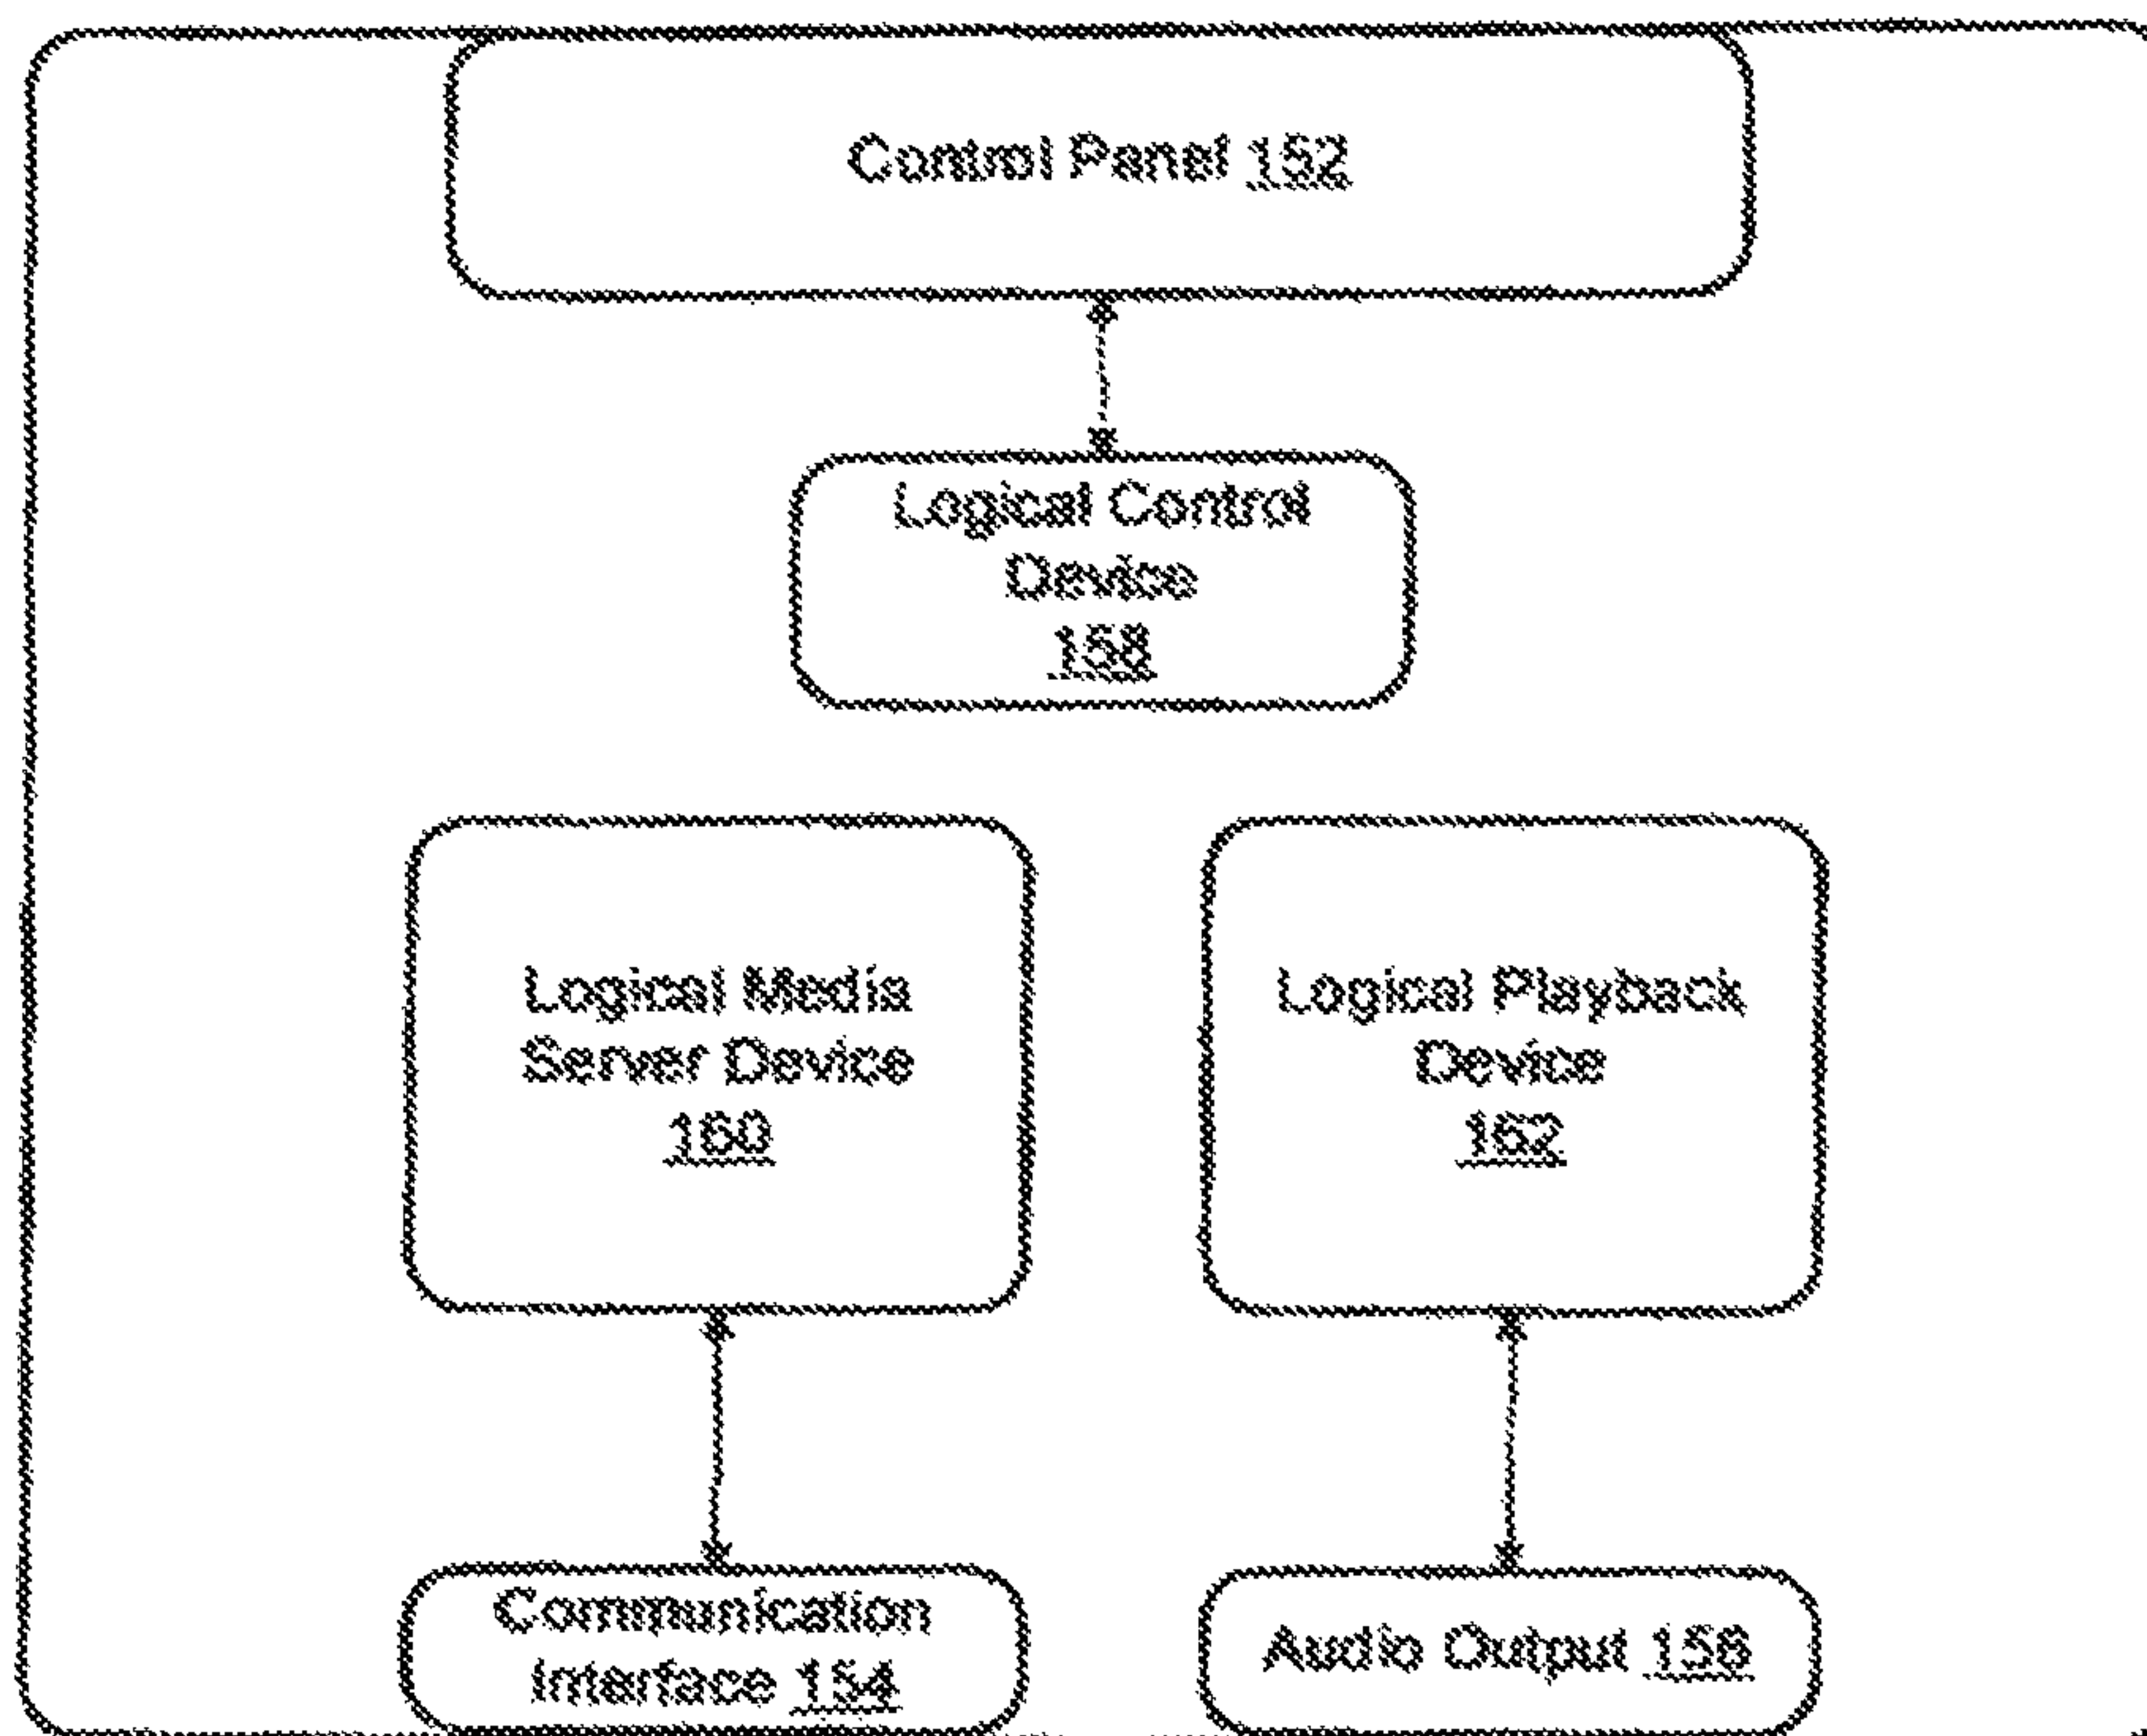 Control Panel 152
Logical Control
Device
158
Logical Media
Server Device
160
Logical Playback
Device
162
Communication
Interface 154
Audio Output 156